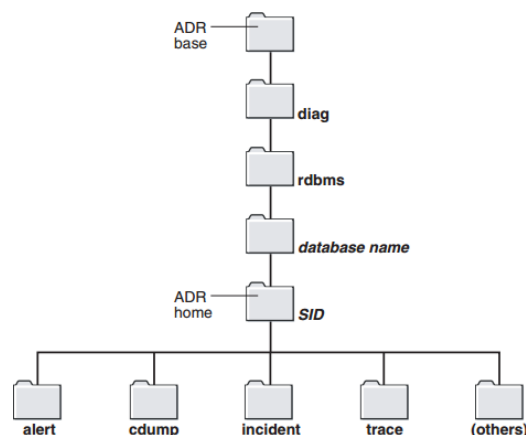 ADR
base
diag
rdbms
database name
ADR
home
SID
alert
cdump
incident
trace
(others)